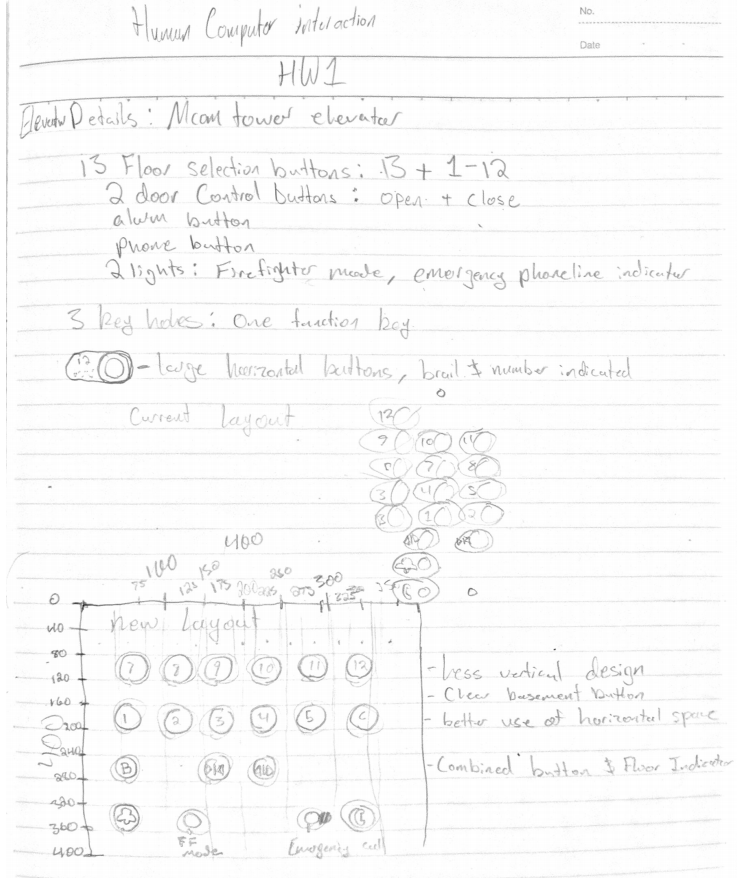 No.
Human Computer interaction
Date
HW1
Elevator Details: Mcom tower elevator
13 Floor selection buttons: B + 1-12
2 door Control buttons: open + close
alarm button
phone button
2 lights: Firefighter mode, emergency phoneline indicator
3 key holes: One function key
12 - large horizontal buttons, brail & number indicated
Current layout
12
9 10 11
6 7 8
3 4 5
B 1 2
400
75 100 125 150 175 200 225 250 275 300 325 350
0
40
80
120
160
200
240
280
320
360
400
400
new layout
7 8 9 10 11 12
1 2 3 4 5 6
B
FF mode
Emergency call
- Less vertical design
- Clear basement button
- better use of horizontal space
- Combined button & Floor Indicator